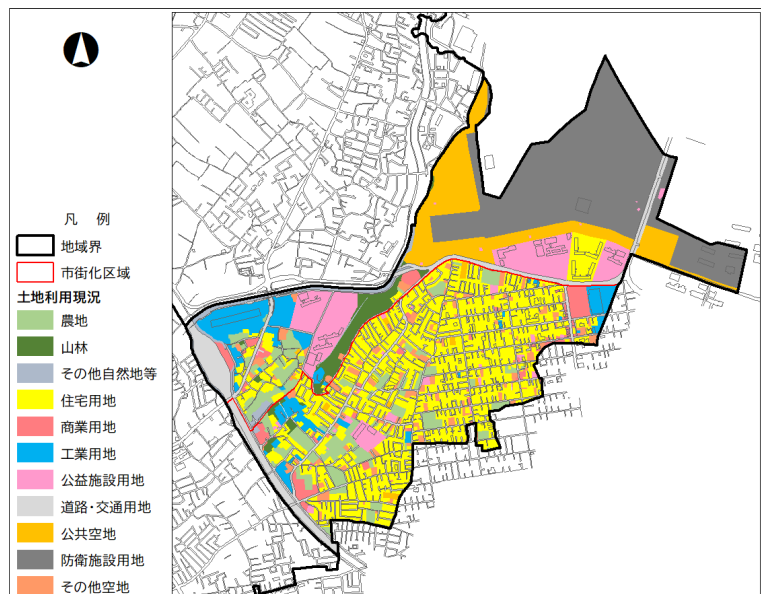 凡 例
地域界
市街化区域
土地利用現況
農地
山林
その他自然地等
住宅用地
商業用地
工業用地
公益施設用地
道路・交通用地
公共空地
防衛施設用地
その他空地